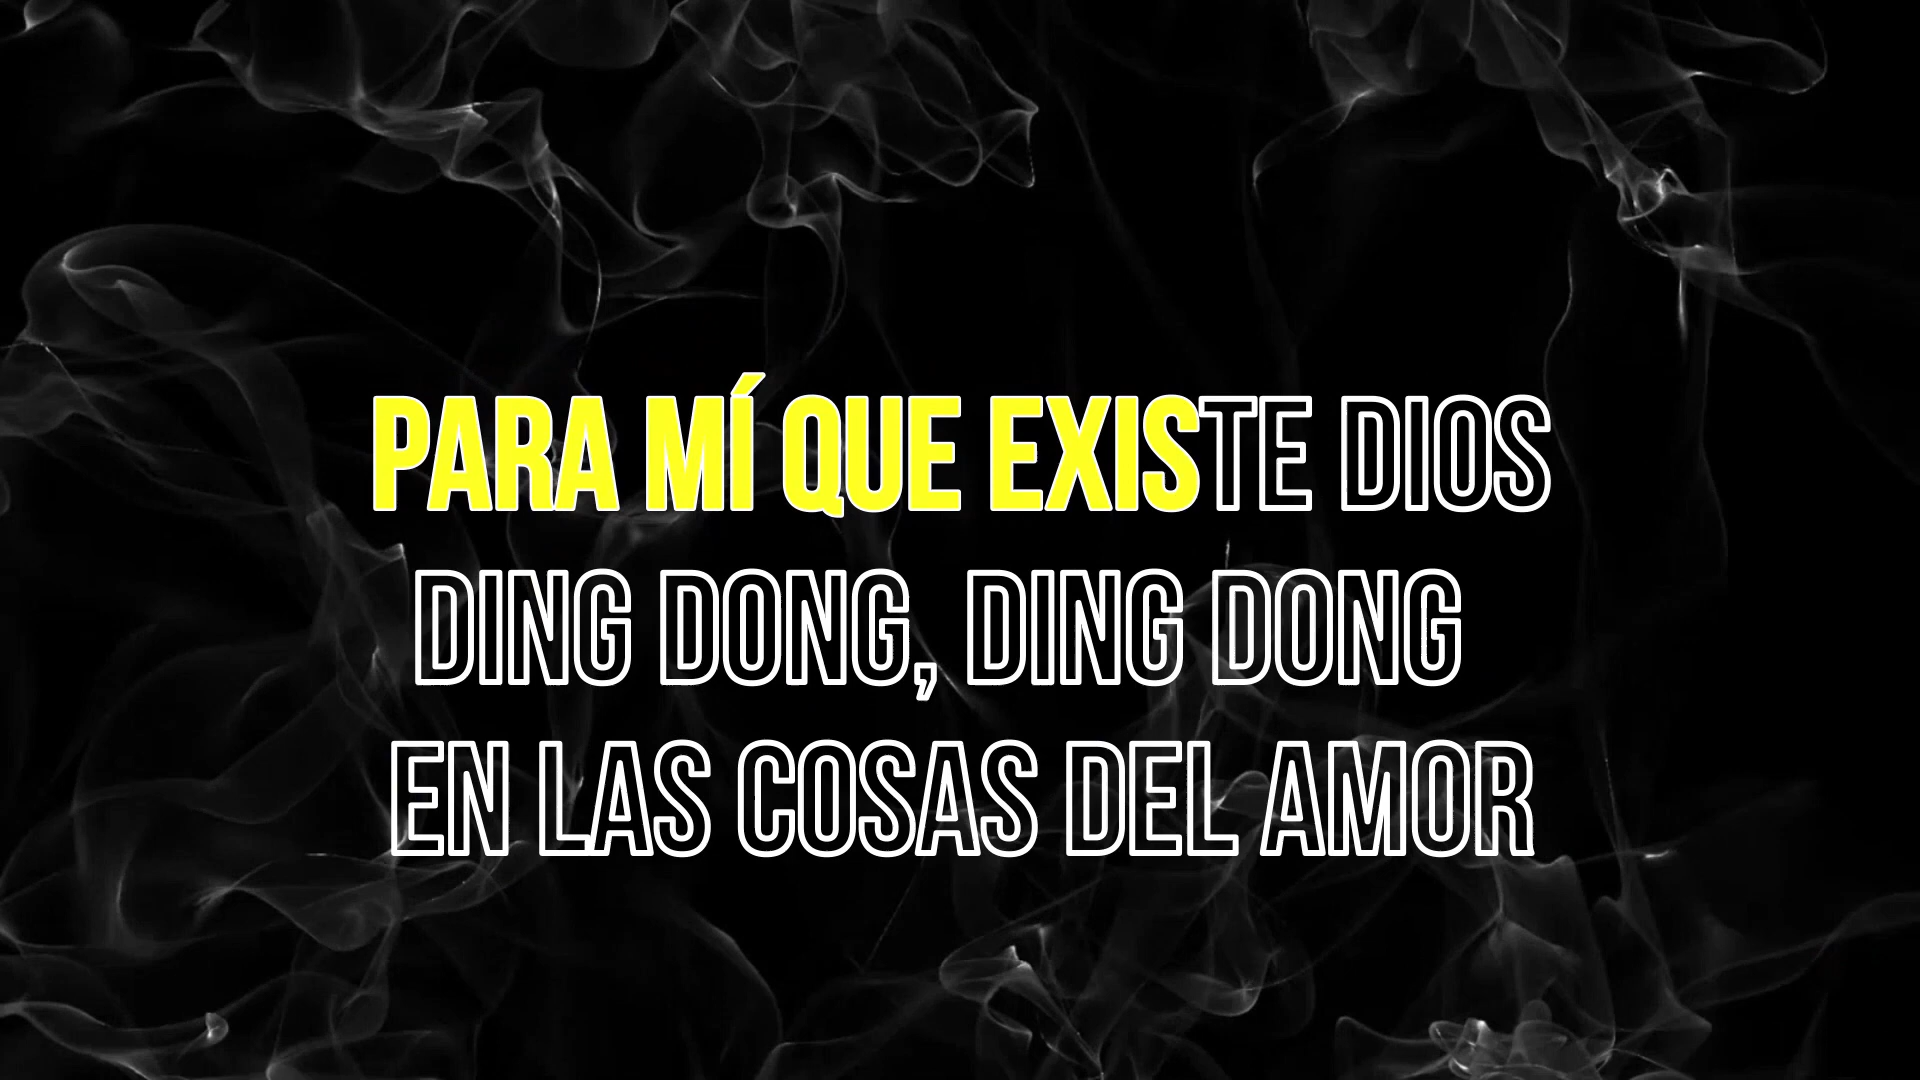 PARA MÍ QUE EXISTE DIOS
DING DONG, DING DONG
EN LAS COSAS DEL AMOR